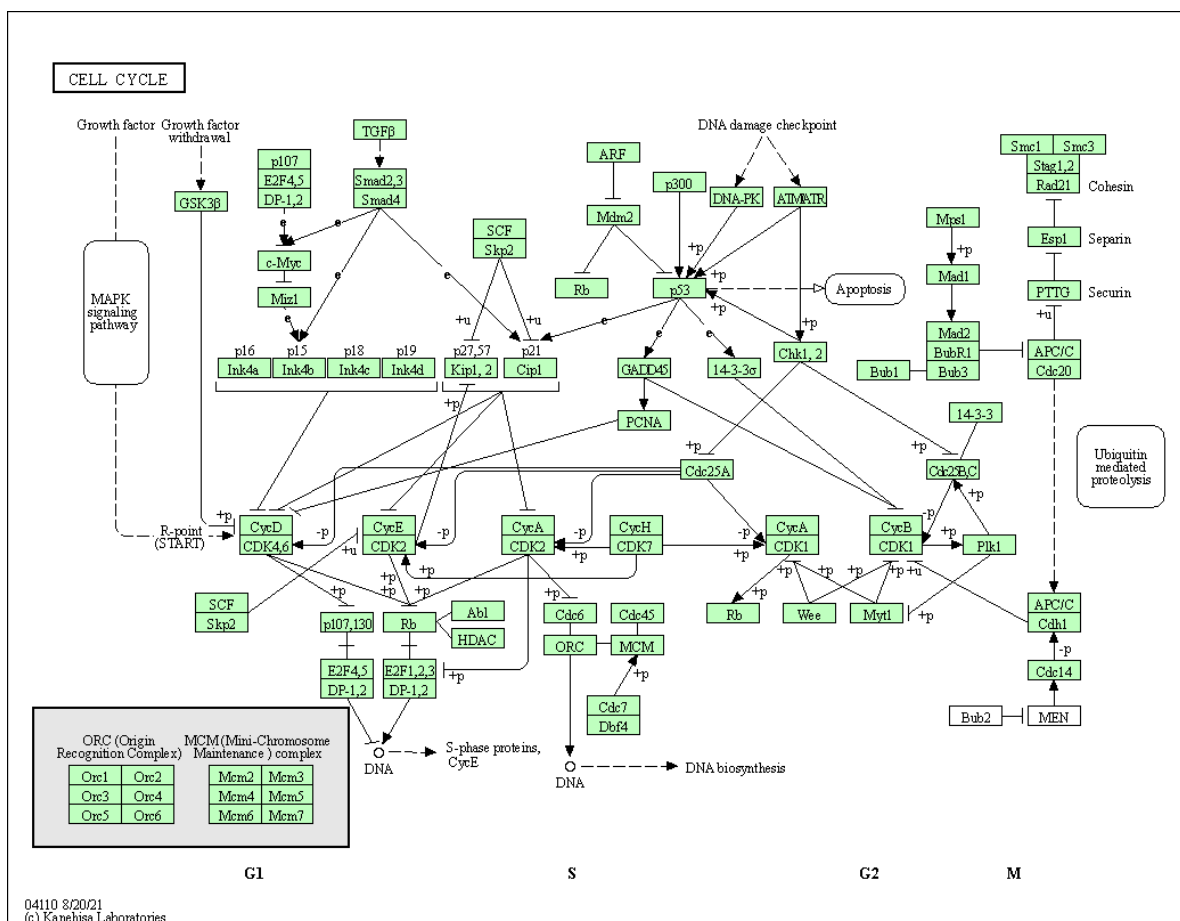 CELL CYCLE
Growth factor
Growth factor
withdrawal
TGFβ
DNA damage checkpoint
p107
E2F4,5
DP-1,2
GSK3β
Smad2,3
Smad4
ARF
p300
DNA-PK
ATM/ATR
Smc1
Smc3
Stag1,2
Rad21
Cohesin
e
e
c-Myc
SCF
Skp2
Mdm2
+p
Mps1
+p
Esp1
Separin
MAPK
signaling
pathway
Miz1
e
e
Rb
p53
+p
+p
Apoptosis
Mad1
PTTG
Securin
e
+u
+u
e
e
e
+p
Mad2
BubR1
Bub3
Bub1
+u
APC/C
Cdc20
p16
Ink4a
p15
Ink4b
p18
Ink4c
p19
Ink4d
p27,57
Kip1, 2
p21
Cip1
GADD45
14-3-3σ
Chk1, 2
+p
PCNA
14-3-3
+p
Cdc25A
+p
Cdc25B,C
Ubiquitin
mediated
proteolysis
R-point
(START)
+p
CycD
CDK4,6
-p
CycE
CDK2
-p
CycA
CDK2
-p
CycH
CDK7
+p
-p
CycA
CDK1
+p
CycB
CDK1
-p
+p
+p
Plk1
+u
+p
+p
+p
+p
+p
+p
+p
+p
+p
+u
SCF
Skp2
p107,130
Rb
Abl
HDAC
Cdc6
Cdc45
ORC
MCM
Rb
Wee
Myt1
+p
APC/C
Cdh1
E2F4,5
DP-1,2
E2F1,2,3
DP-1,2
+p
+p
Cdc7
Dbf4
-p
Cdc14
Bub2
MEN
ORC (Origin
Recognition Complex)
MCM (Mini-Chromosome
Maintenance ) complex
Orc1
Orc2
Orc3
Orc4
Orc5
Orc6
Mcm2
Mcm3
Mcm4
Mcm5
Mcm6
Mcm7
DNA
S-phase proteins,
CycE
DNA
DNA biosynthesis
G1
S
G2
M
04110 8/20/21
(c) Kanehisa Laboratories